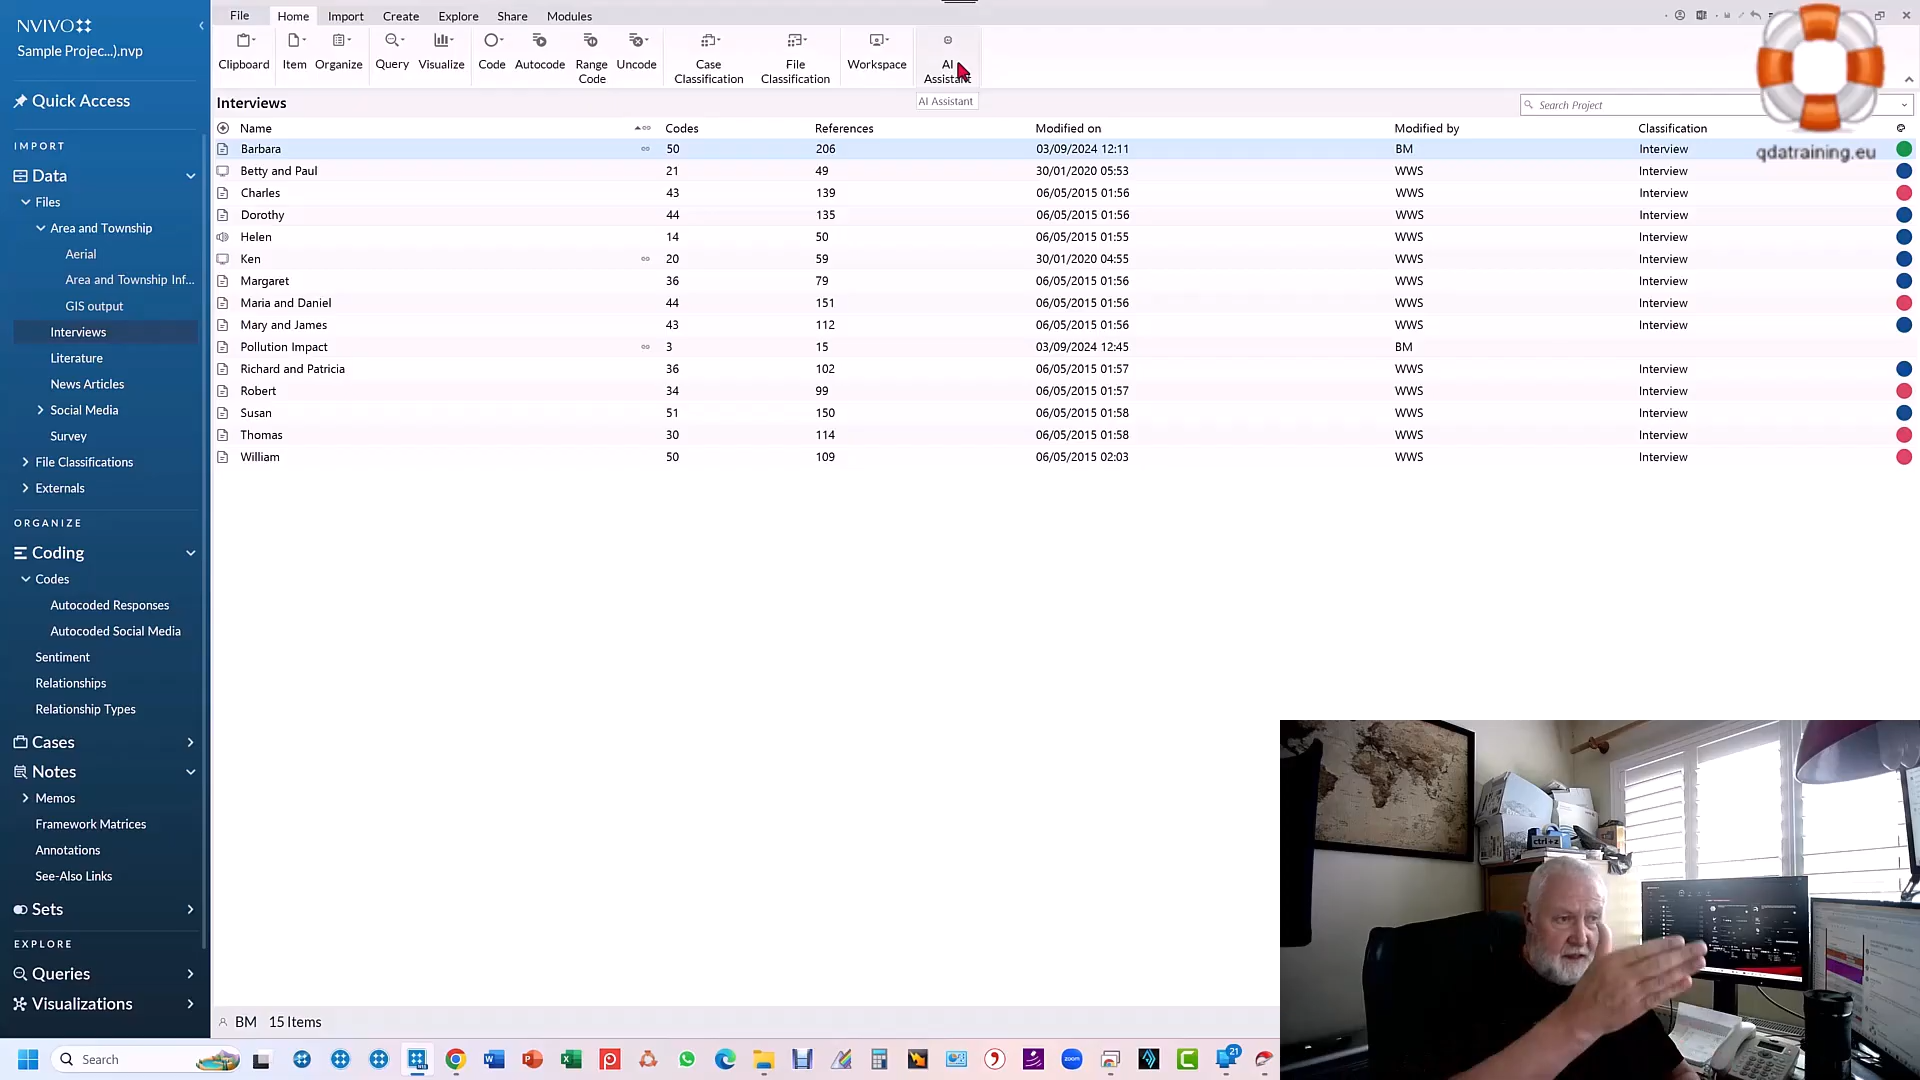 NVIVO
Sample Projec...).nvp
Quick Access
IMPORT
Data
Files
Area and Township
Aerial
Area and Township Inf...
GIS output
Interviews
Literature
News Articles
Social Media
Survey
File Classifications
Externals
ORGANIZE
Coding
Codes
Autocoded Responses
Autocoded Social Media
Sentiment
Relationships
Relationship Types
Cases
Notes
Memos
Framework Matrices
Annotations
See-Also Links
Sets
EXPLORE
Queries
Visualizations
File Home Import Create Explore Share Modules
Clipboard Item Organize Query Visualize Code Autocode Range Code Uncode Case Classification File Classification Workspace AI Assistant
AI Assistant
Interviews
Search Project
qdatraining.eu
Name Codes References Modified on Modified by Classification
Barbara 50 206 03/09/2024 12:11 BM Interview
Betty and Paul 21 49 30/01/2020 05:53 WWS Interview
Charles 43 139 06/05/2015 01:56 WWS Interview
Dorothy 44 135 06/05/2015 01:56 WWS Interview
Helen 14 50 06/05/2015 01:55 WWS Interview
Ken 20 59 30/01/2020 04:55 WWS Interview
Margaret 36 79 06/05/2015 01:56 WWS Interview
Maria and Daniel 44 151 06/05/2015 01:56 WWS Interview
Mary and James 43 112 06/05/2015 01:56 WWS Interview
Pollution Impact 3 15 03/09/2024 12:45 BM
Richard and Patricia 36 102 06/05/2015 01:57 WWS Interview
Robert 34 99 06/05/2015 01:57 WWS Interview
Susan 51 150 06/05/2015 01:58 WWS Interview
Thomas 30 114 06/05/2015 01:58 WWS Interview
William 50 109 06/05/2015 02:03 WWS Interview
ctrl+z
BM 15 Items
Search
zoom
21